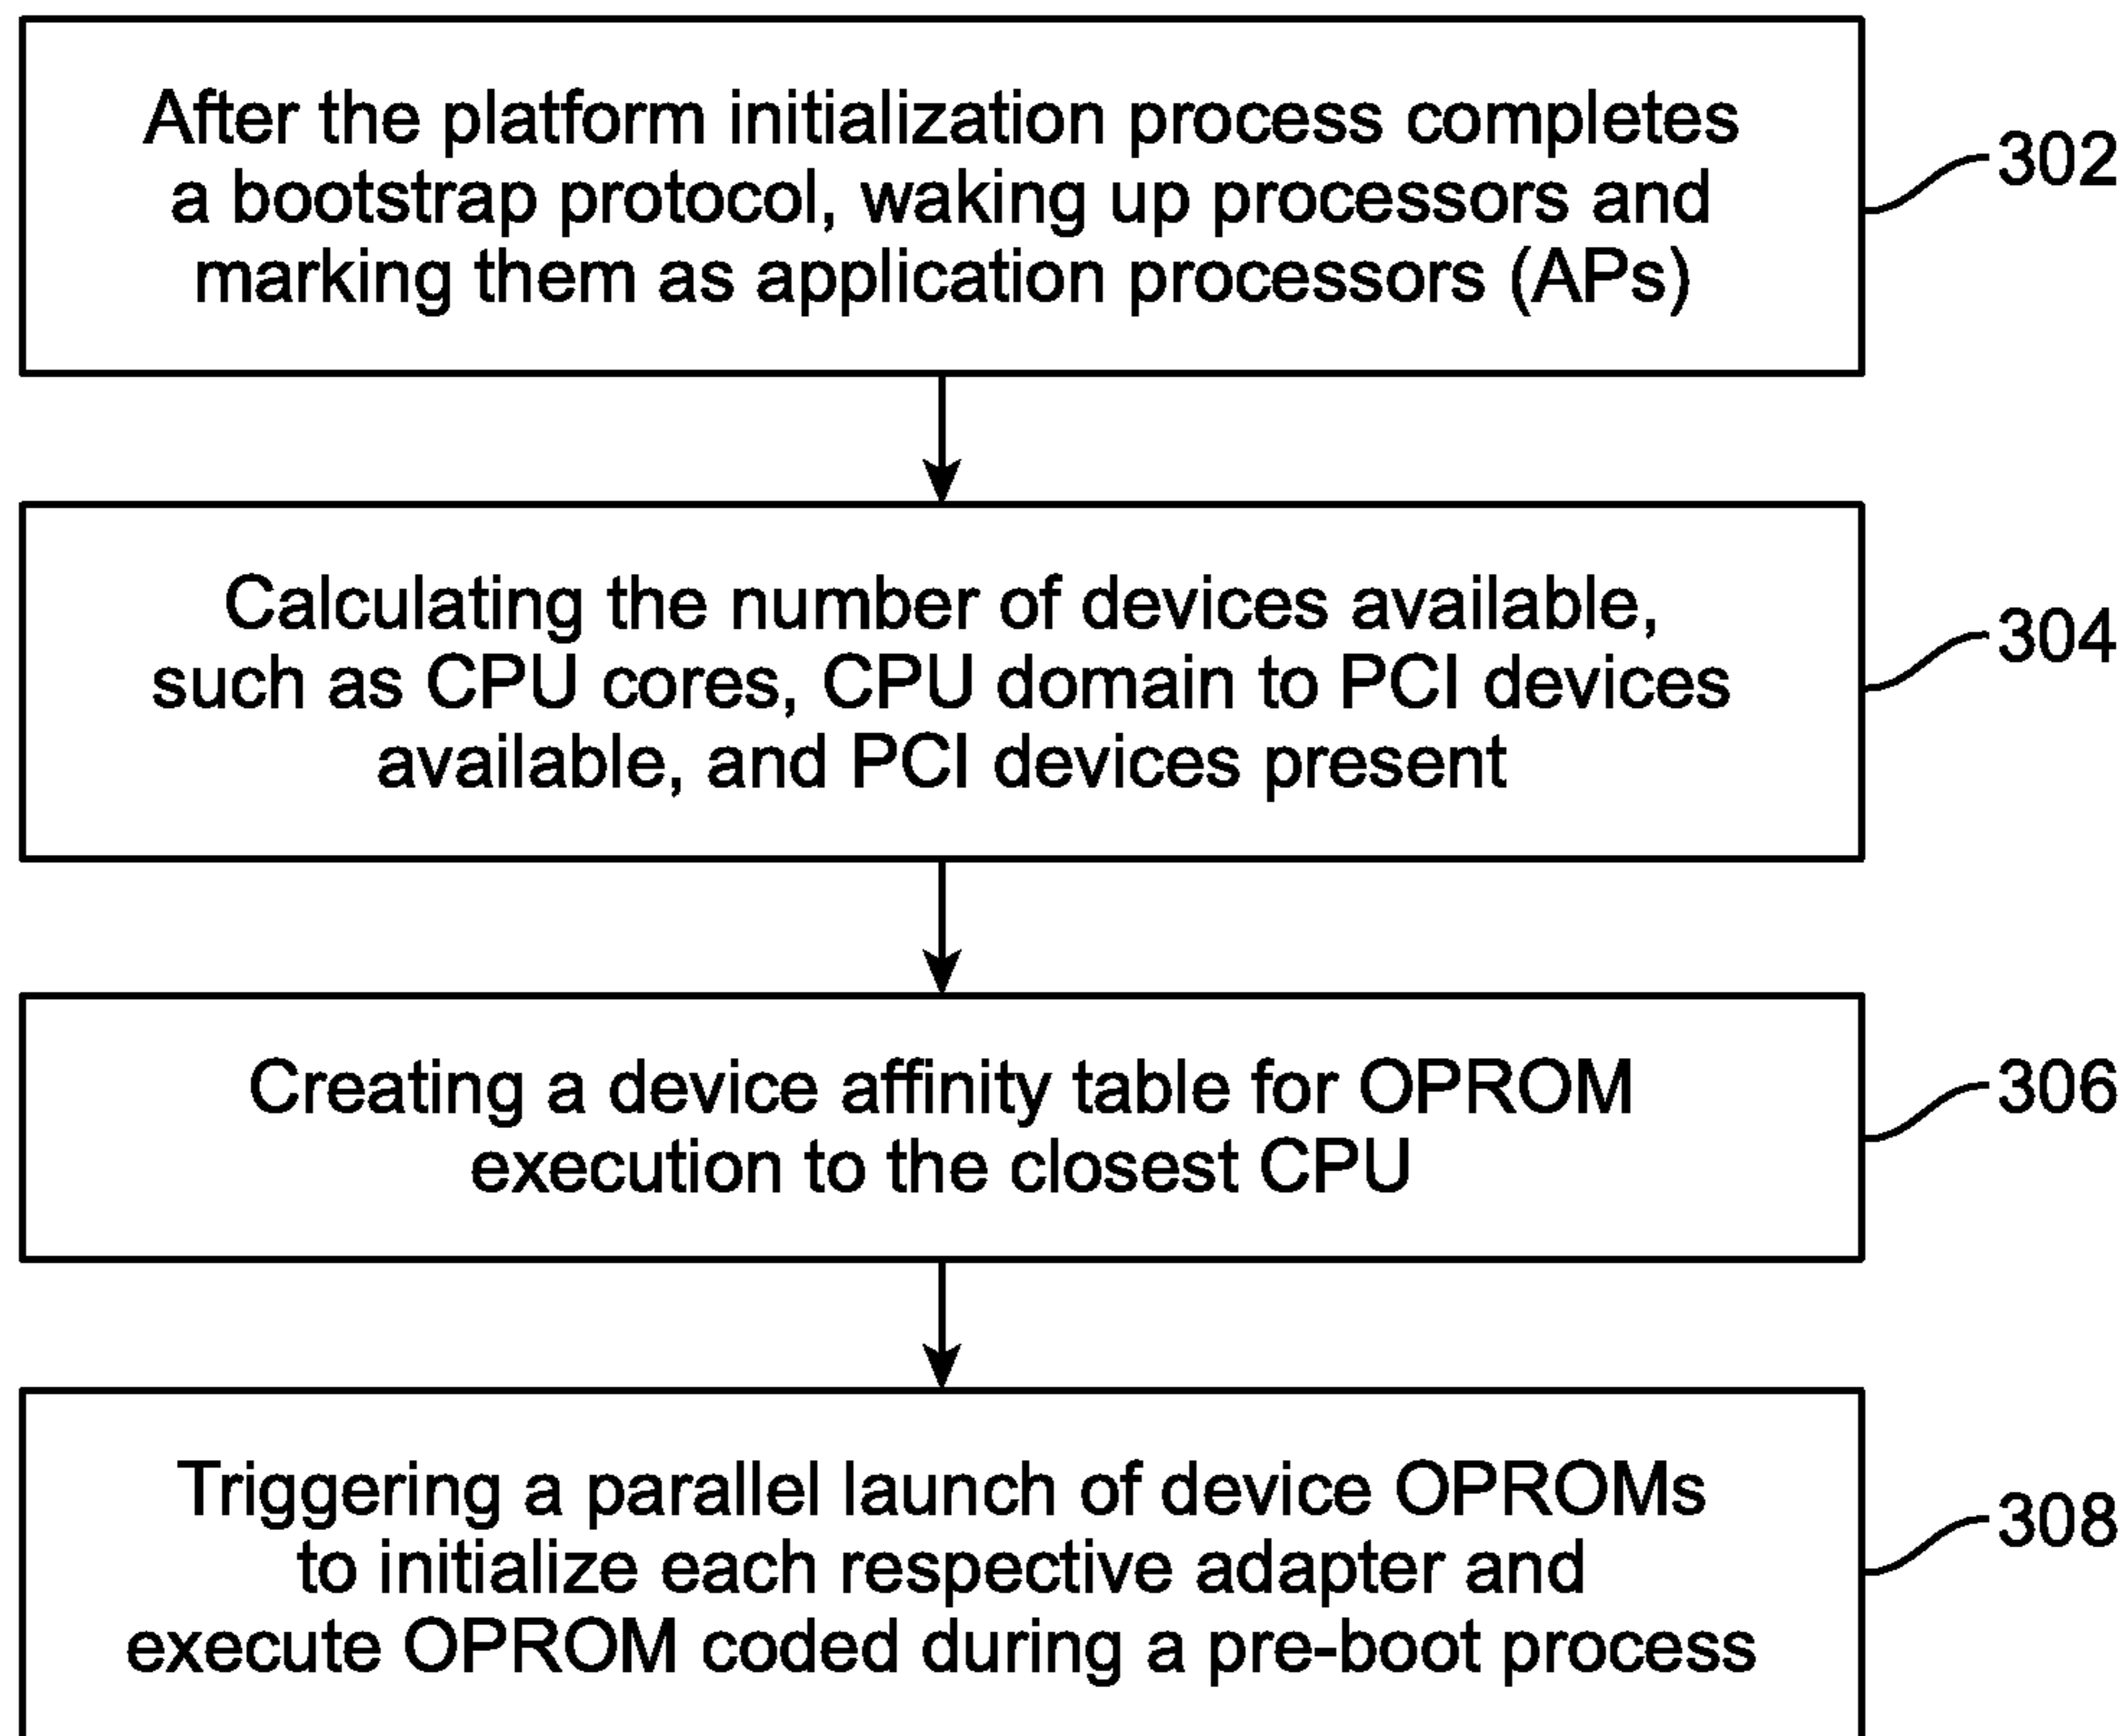 After the platform initialization process completes
a bootstrap protocol, waking up processors and
marking them as application processors (APs)
302
Calculating the number of devices available,
such as CPU cores, CPU domain to PCI devices
available, and PCI devices present
304
Creating a device affinity table for OPROM
execution to the closest CPU
306
Triggering a parallel launch of device OPROMs
to initialize each respective adapter and
execute OPROM coded during a pre-boot process
308